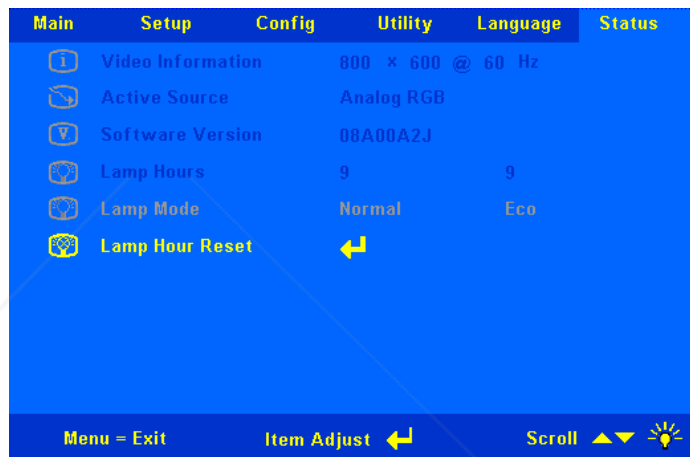 Main Setup Config Utility Language Status
Video Information 800 × 600 @ 60 Hz
Active Source Analog RGB
Software Version 08A00A2J
Lamp Hours 9 9
Lamp Mode Normal Eco
Lamp Hour Reset
Menu = Exit Item Adjust Scroll